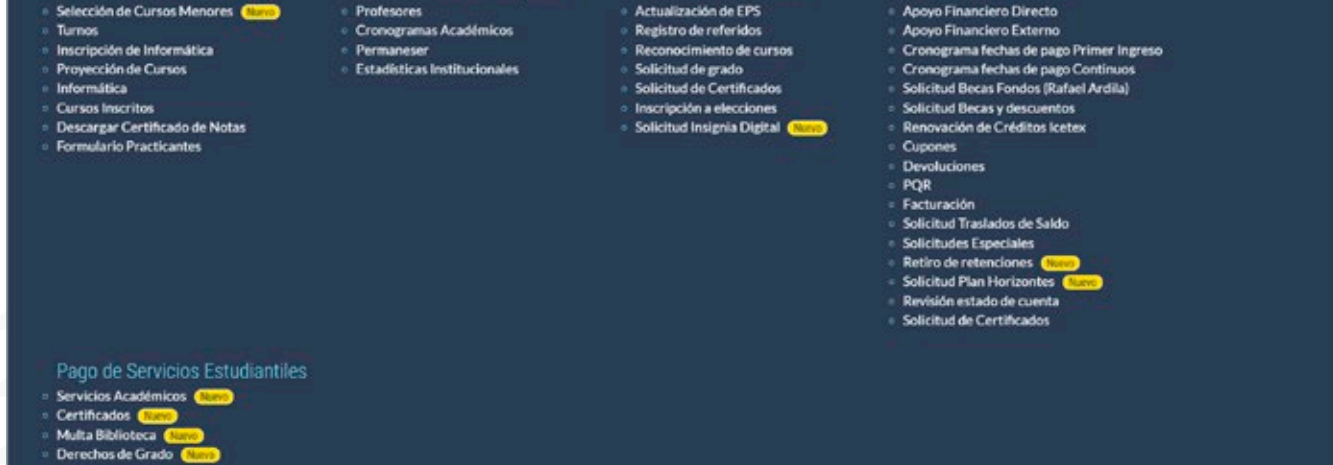 Selección de Cursos Menores Nuevo
Turnos
Inscripción de Informática
Proyección de Cursos
Informática
Cursos Inscritos
Descargar Certificado de Notas
Formulario Practicantes
Profesores
Cronogramas Académicos
Permaneser
Estadísticas Institucionales
Actualización de EPS
Registro de referidos
Reconocimiento de cursos
Solicitud de grado
Solicitud de Certificados
Inscripción a elecciones
Solicitud Insignia Digital Nuevo
Apoyo Financiero Directo
Apoyo Financiero Externo
Cronograma fechas de pago Primer Ingreso
Cronograma fechas de pago Continuos
Solicitud Becas Fondos (Rafael Ardila)
Solicitud Becas y descuentos
Renovación de Créditos Icetex
Cupones
Devoluciones
PQR
Facturación
Solicitud Traslados de Saldo
Solicitudes Especiales
Retiro de retenciones Nuevo
Solicitud Plan Horizontes Nuevo
Revisión estado de cuenta
Solicitud de Certificados
Pago de Servicios Estudiantiles
Servicios Académicos Nuevo
Certificados Nuevo
Multa Biblioteca Nuevo
Derechos de Grado Nuevo